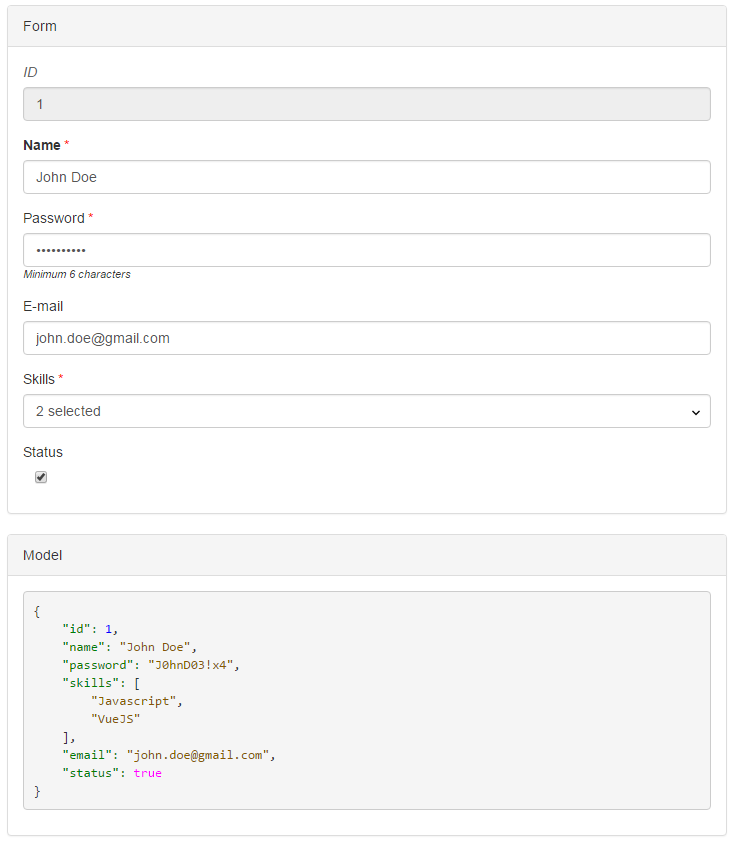 Form
ID
1
Name *
John Doe
Password *
••••••••••
Minimum 6 characters
E-mail
john.doe@gmail.com
Skills *
2 selected
Status
Model
{
    "id": 1,
    "name": "John Doe",
    "password": "J0hnD03!x4",
    "skills": [
        "Javascript",
        "VueJS"
    ],
    "email": "john.doe@gmail.com",
    "status": true
}